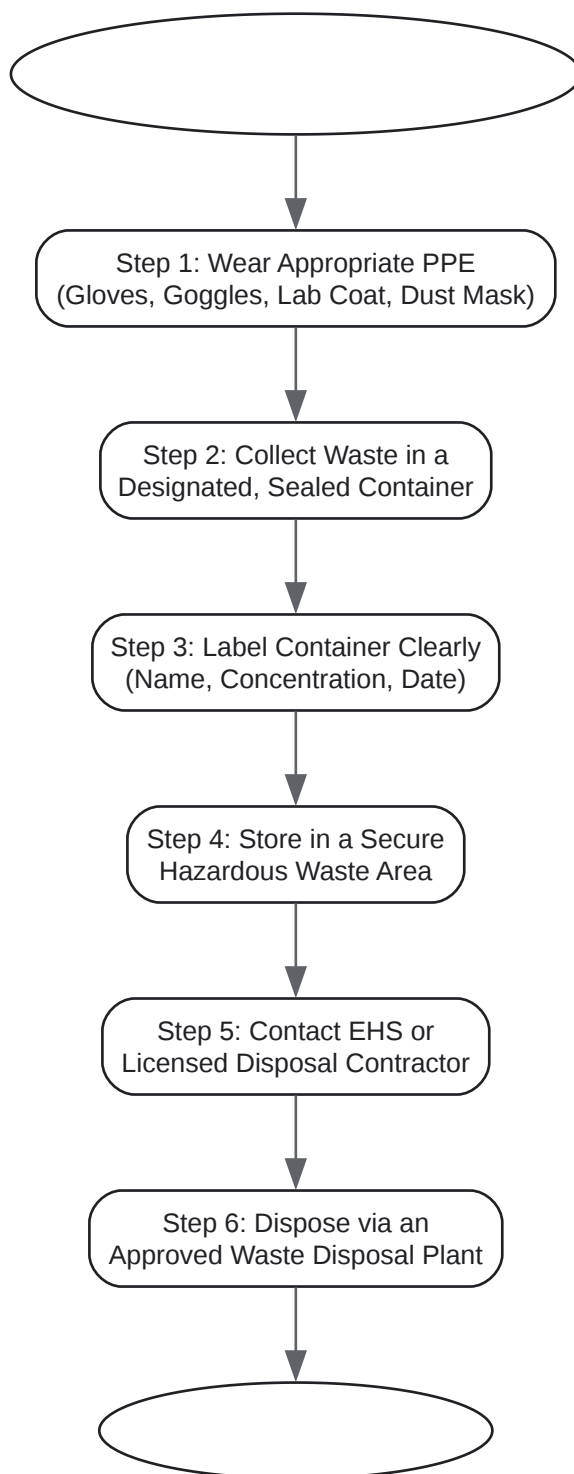 Step 1: Wear Appropriate PPE
(Gloves, Goggles, Lab Coat, Dust Mask)
Step 2: Collect Waste in a
Designated, Sealed Container
Step 3: Label Container Clearly
(Name, Concentration, Date)
Step 4: Store in a Secure
Hazardous Waste Area
Step 5: Contact EHS or
Licensed Disposal Contractor
Step 6: Dispose via an
Approved Waste Disposal Plant